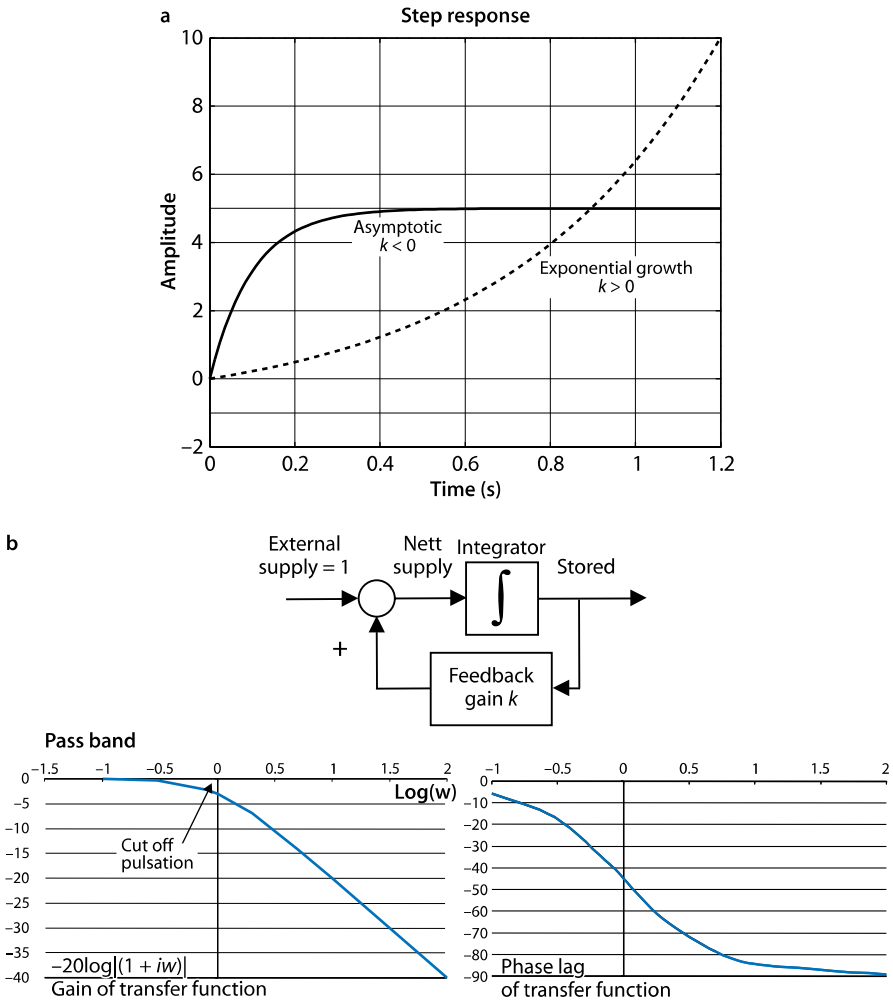 a
Step response
10
8
6
4
2
0
−2
Amplitude
Asymptotic
k < 0
Exponential growth
k > 0
0 0.2 0.4 0.6 0.8 1 1.2
Time (s)
b
External
supply = 1
Nett
supply
Integrator
∫
Stored
+
Feedback
gain k
Pass band
−1.5 −1 −0.5 0 0.5 1 1.5 2
Log(w)
0
−5
−10
−15
−20
−25
−30
−35
−40
Cut off
pulsation
−20log|(1 + iw)|
Gain of transfer function
−1 −0.5 0 0.5 1 1.5 2
0
−10
−20
−30
−40
−50
−60
−70
−80
−90
Phase lag
of transfer function